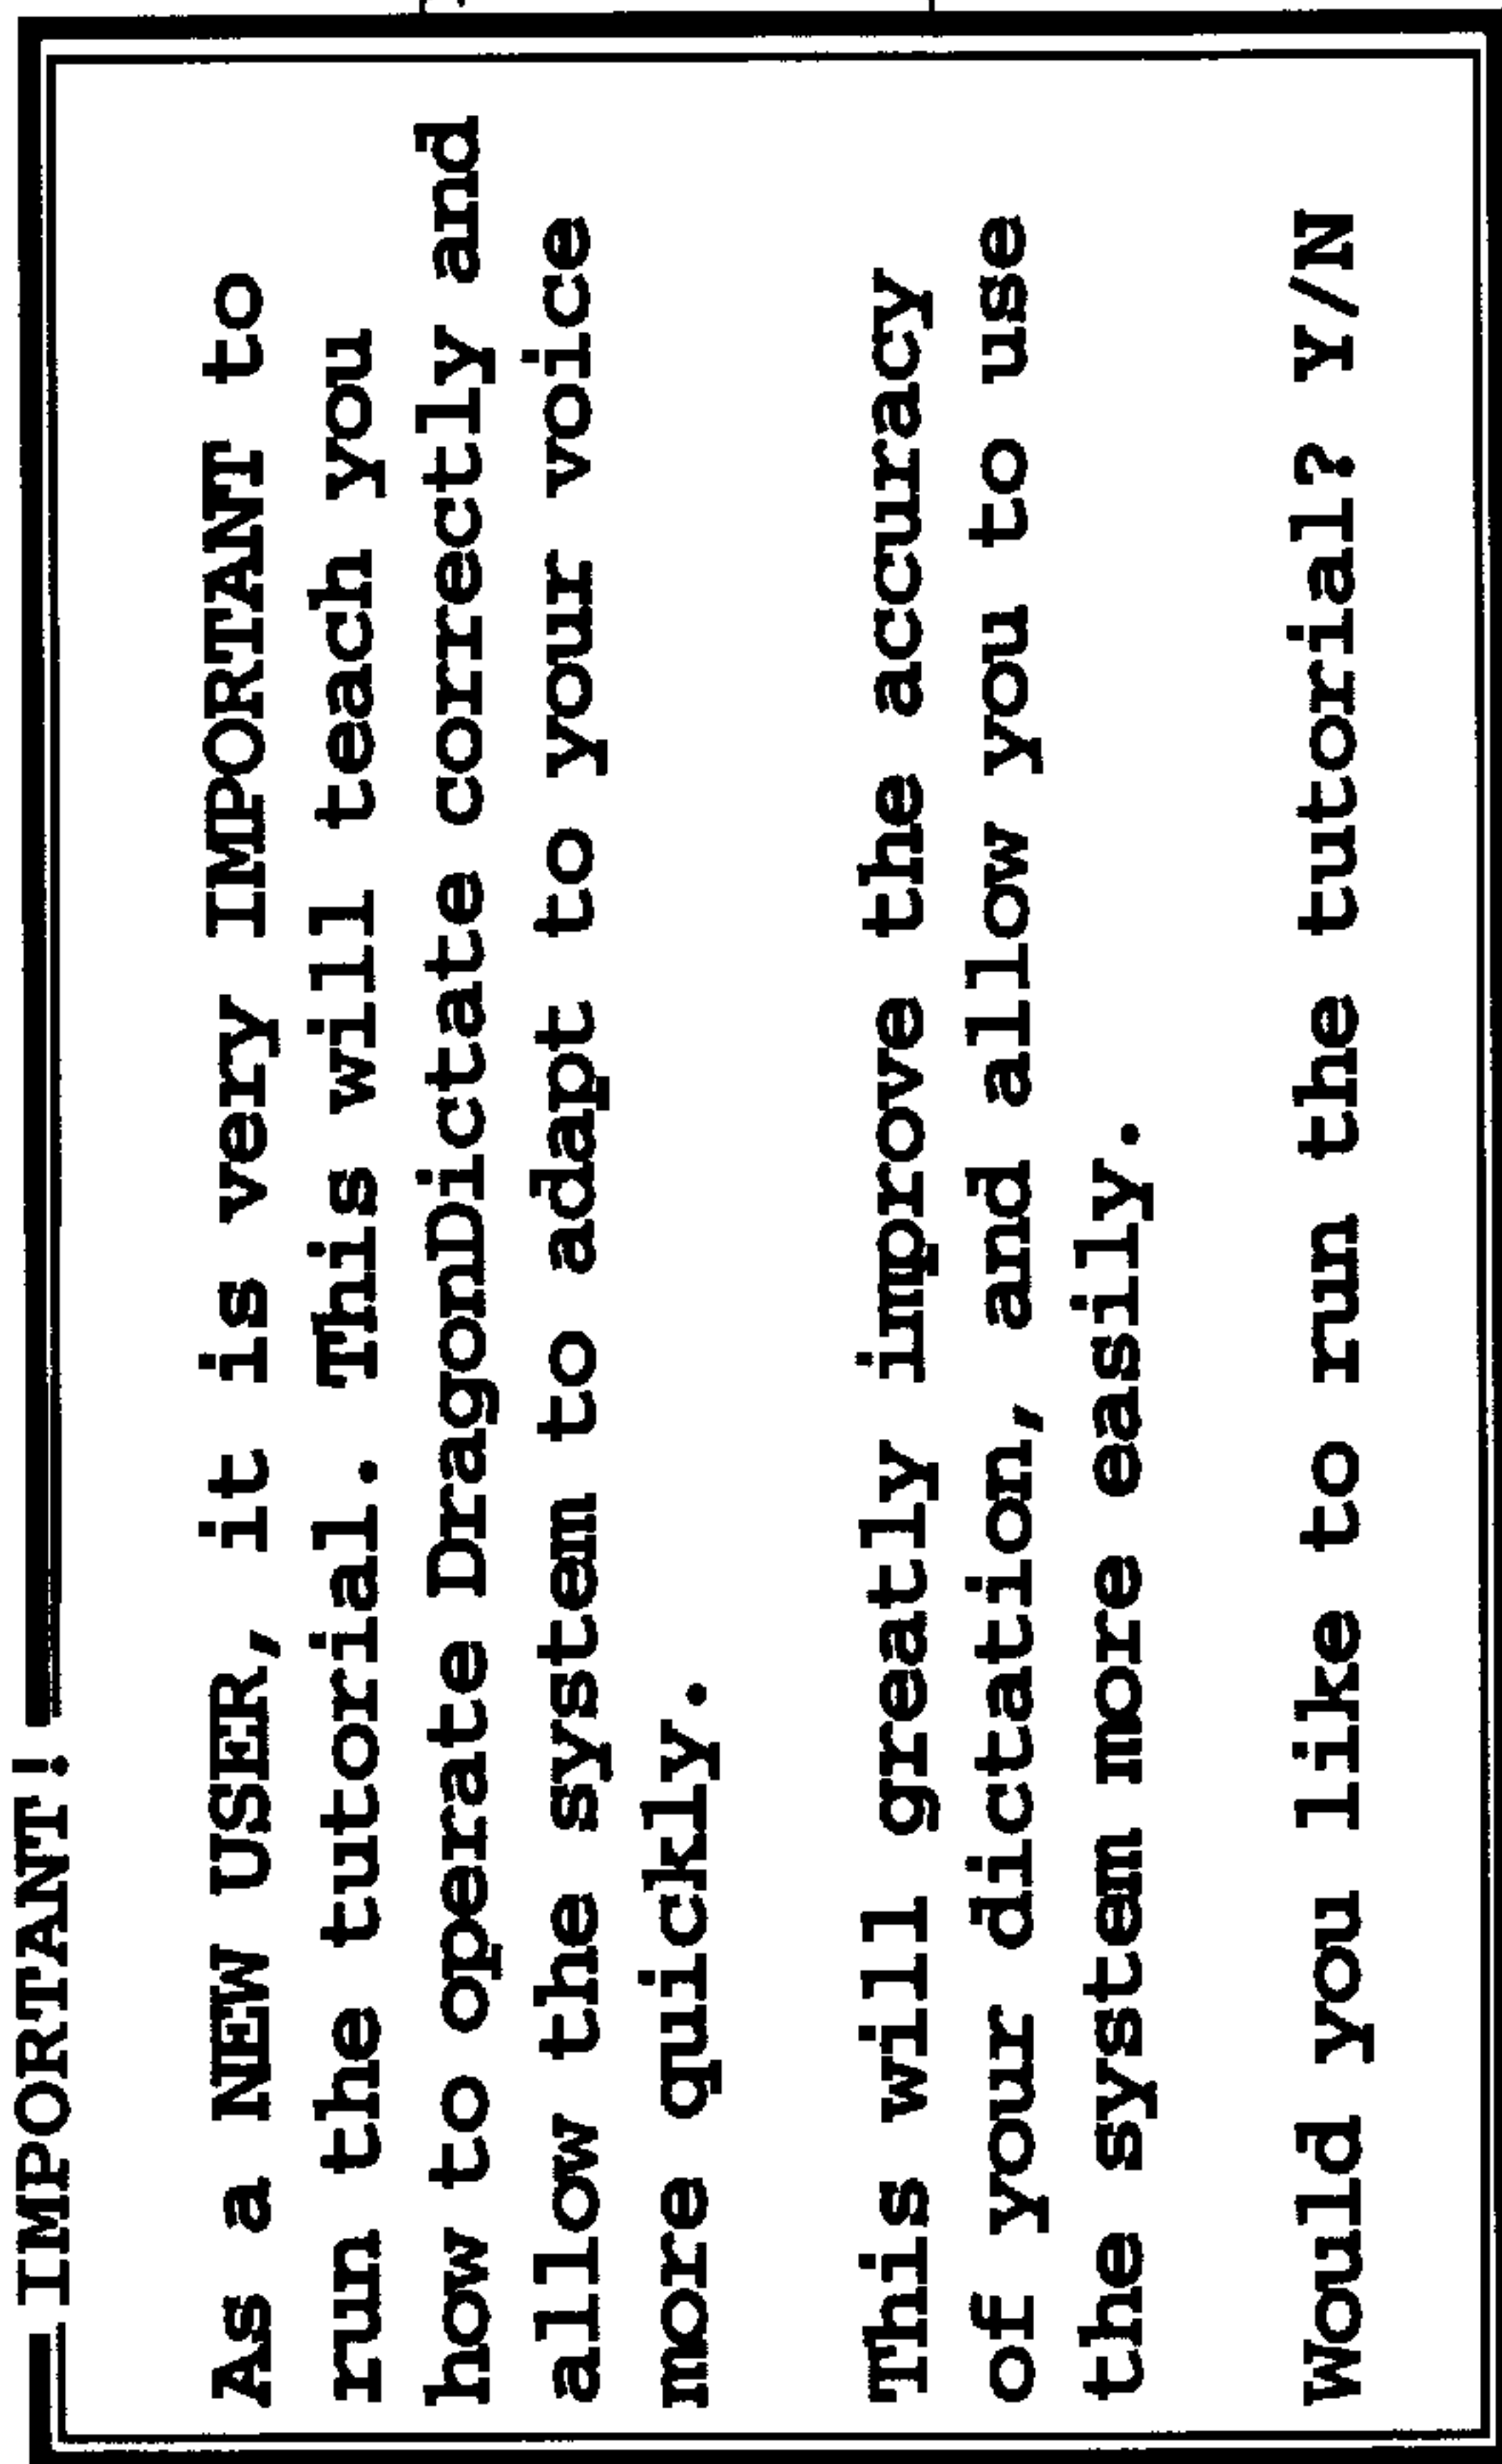 IMPORTANT!
As a NEW USER, it is very IMPORTANT to
run the tutorial. This will teach you
how to operate DragonDictate correctly and
allow the system to adapt to your voice
more quickly.
This will greatly improve the accuracy
of your dictation, and allow you to use
the system more easily.
Would you like to run the tutorial? Y/N